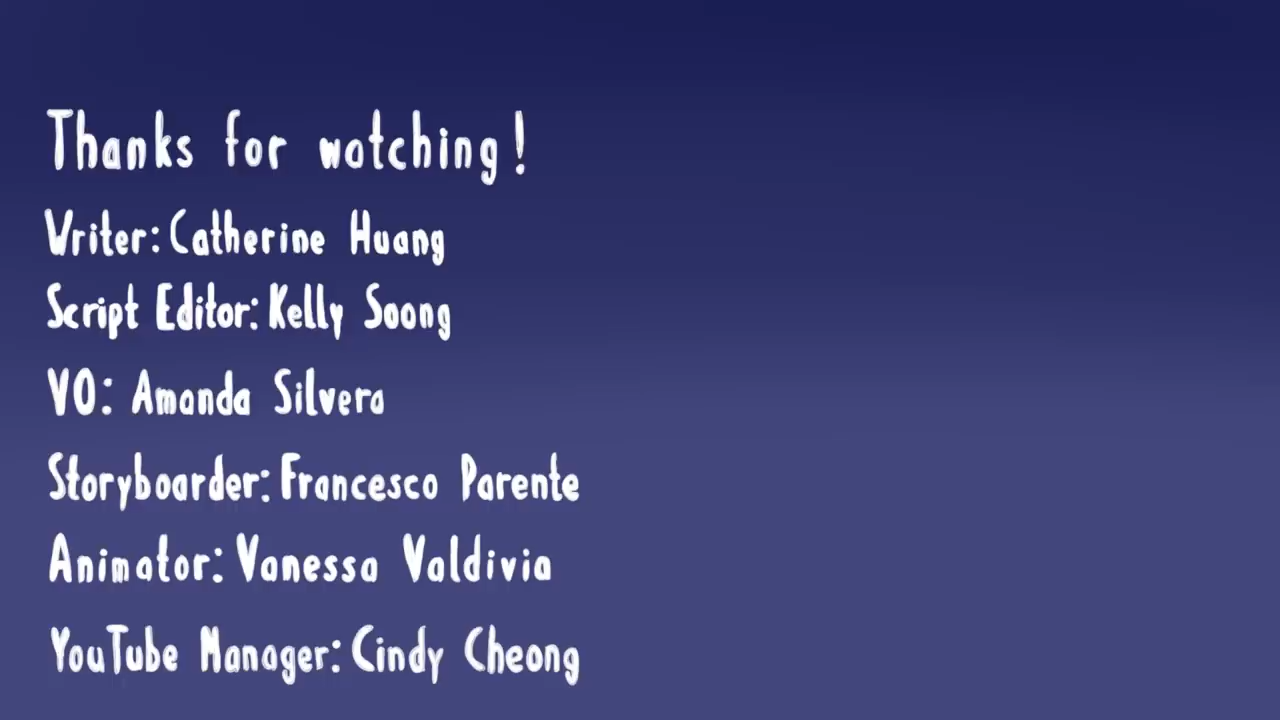 Thanks for watching!
Writer: Catherine Huang
Script Editor: Kelly Soong
VO: Amanda Silvera
Storyboarder: Francesco Parente
Animator: Vanessa Valdivia
YouTube Manager: Cindy Cheong